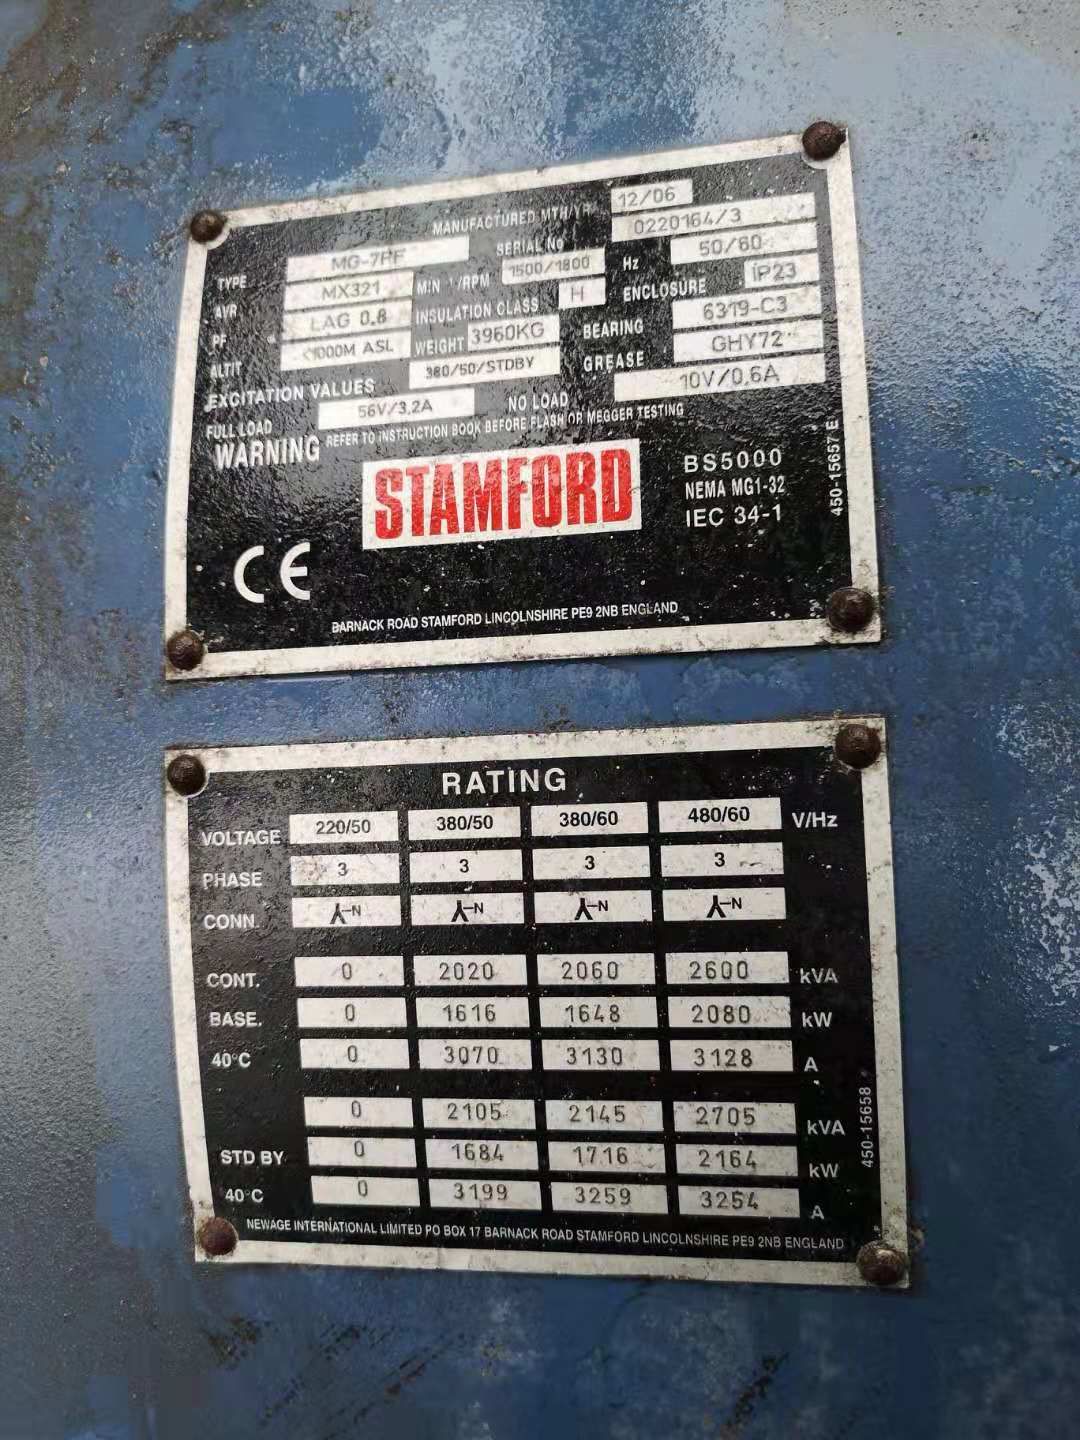 MANUFACTURED MTH/YR 12/06
TYPE SERIAL No 0220164/3
AVR MX321 MIN⁻¹/RPM 1500/1800 Hz 50/60
PF LAG 0.8 INSULATION CLASS H ENCLOSURE IP23
ALTIT <1000M ASL WEIGHT 3960KG BEARING 6319-C3
EXCITATION VALUES 380/50/STDBY GREASE GHY72
FULL LOAD 56V/3,2A NO LOAD 10V/0,6A
WARNING REFER TO INSTRUCTION BOOK BEFORE FLASH OR MEGGER TESTING
STAMFORD
BS5000
NEMA MG1-32
IEC 34-1
450-15657 E
CE
BARNACK ROAD STAMFORD LINCOLNSHIRE PE9 2NB ENGLAND
RATING
VOLTAGE 220/50 380/50 380/60 480/60 V/Hz
PHASE 3 3 3 3
CONN -N -N -N -N
CONT. 0 2020 2060 2600 kVA
BASE. 0 1616 1648 2080 kW
40°C 0 3070 3130 3128 A
0 2105 2145 2705 kVA
STD BY 0 1684 1716 2164 kW
40°C 0 3199 3259 3254 A
450-15658
NEWAGE INTERNATIONAL LIMITED PO BOX 17 BARNACK ROAD STAMFORD LINCOLNSHIRE PE9 2NB ENGLAND